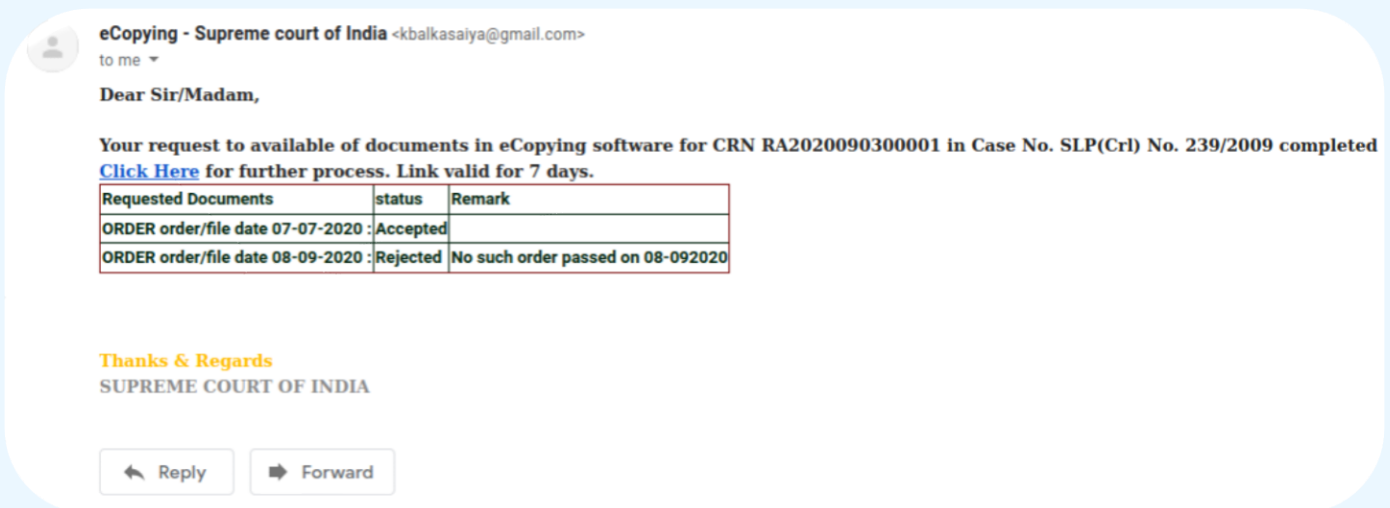 eCopying - Supreme court of India <kbalkasaiya@gmail.com>
to me
Dear Sir/Madam,
Your request to available of documents in eCopying software for CRN RA2020090300001 in Case No. SLP(Crl) No. 239/2009 completed
Click Here for further process. Link valid for 7 days.
Requested Documents status Remark
ORDER order/file date 07-07-2020 : Accepted
ORDER order/file date 08-09-2020 : Rejected No such order passed on 08-092020
Thanks & Regards
SUPREME COURT OF INDIA
Reply Forward